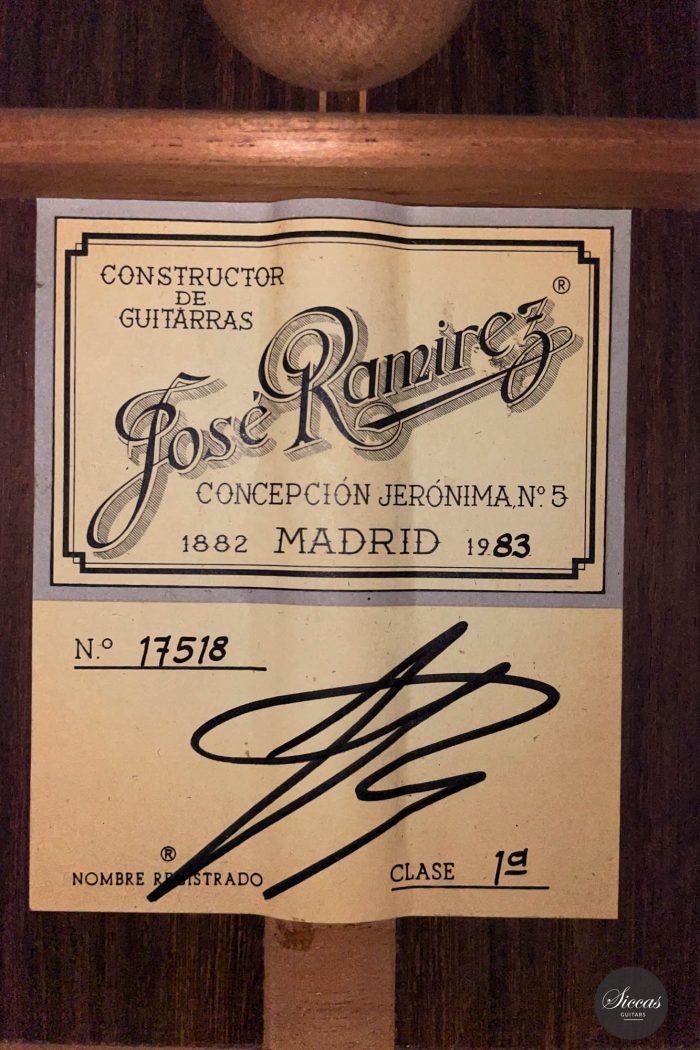 CONSTRUCTOR
DE
GUITARRAS
®
José Ramirez
CONCEPCIÓN JERÓNIMA, Nº 5
1882 MADRID 1983
N.º 17518
®
NOMBRE REGISTRADO
CLASE 1ª
Siccas
GUITARS